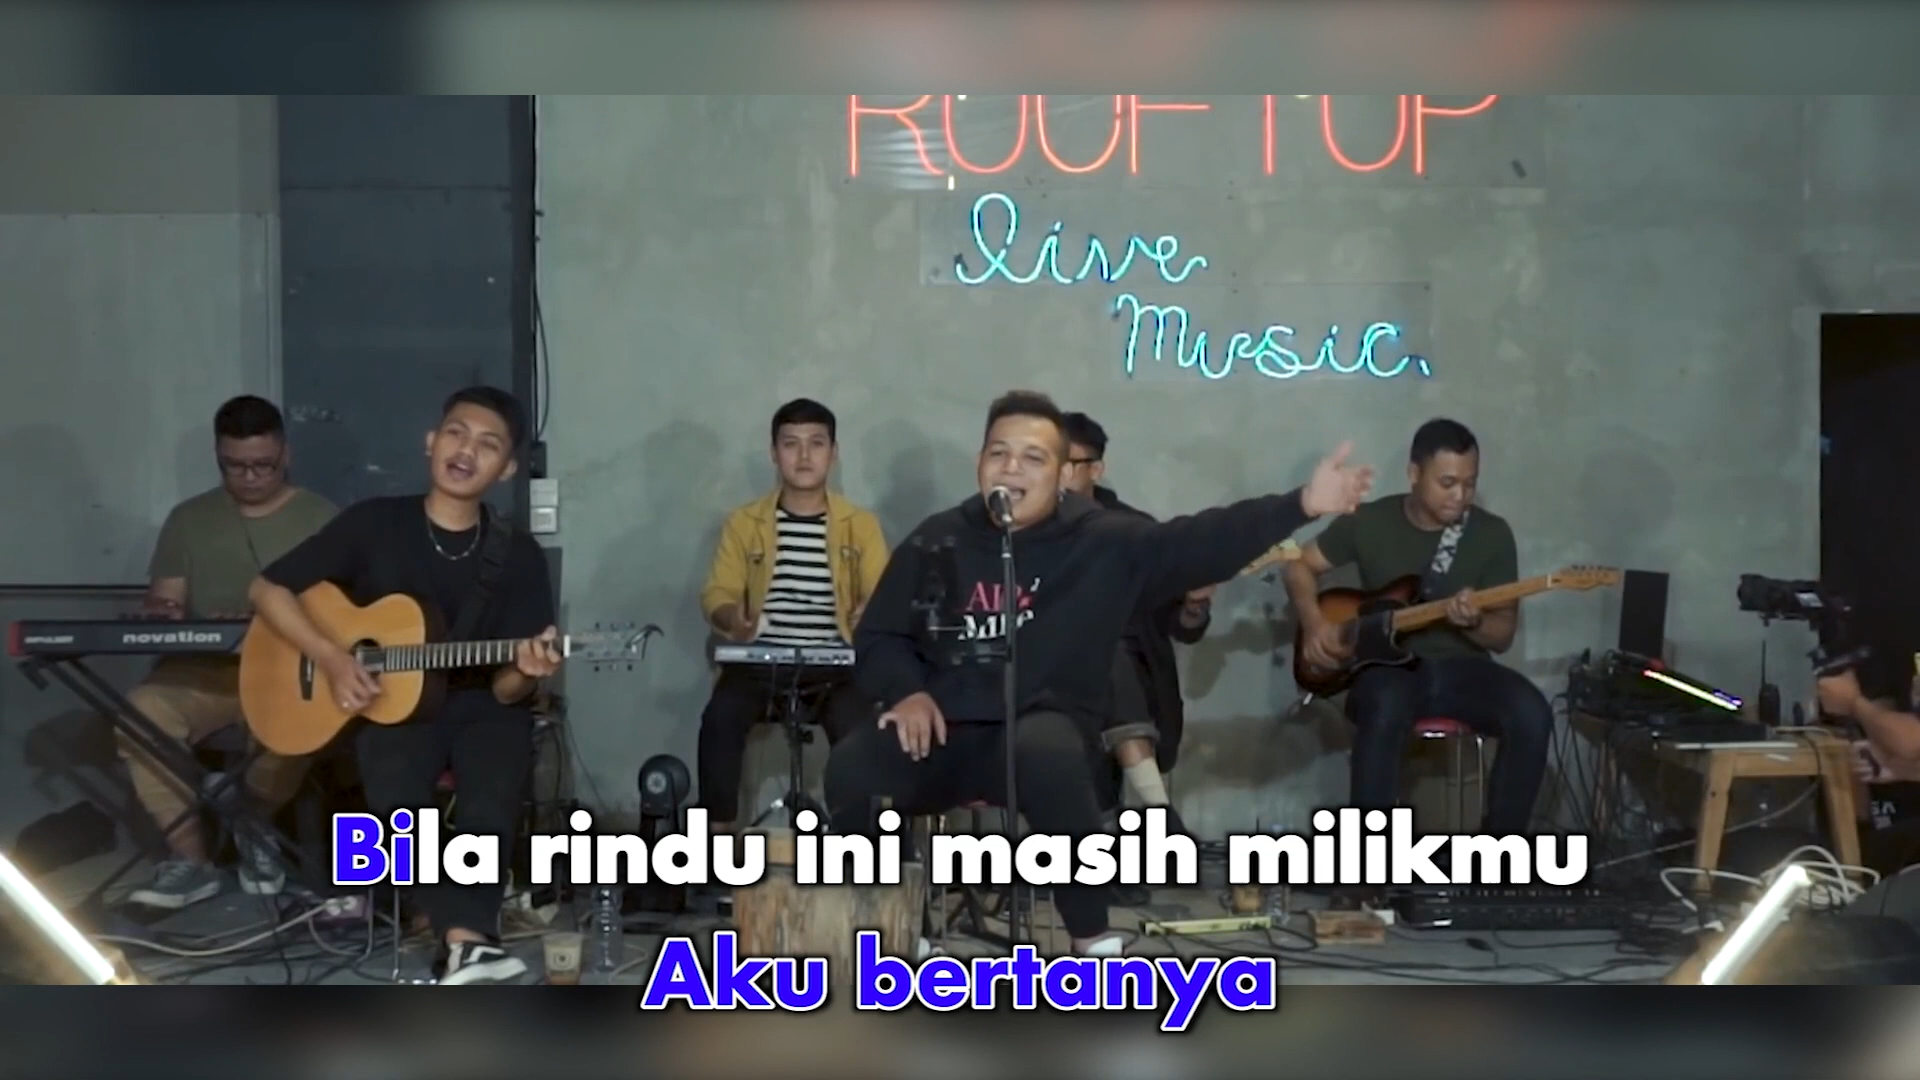 ROOFTOP
live
Music
novation
Bila rindu ini masih milikmu
Aku bertanya